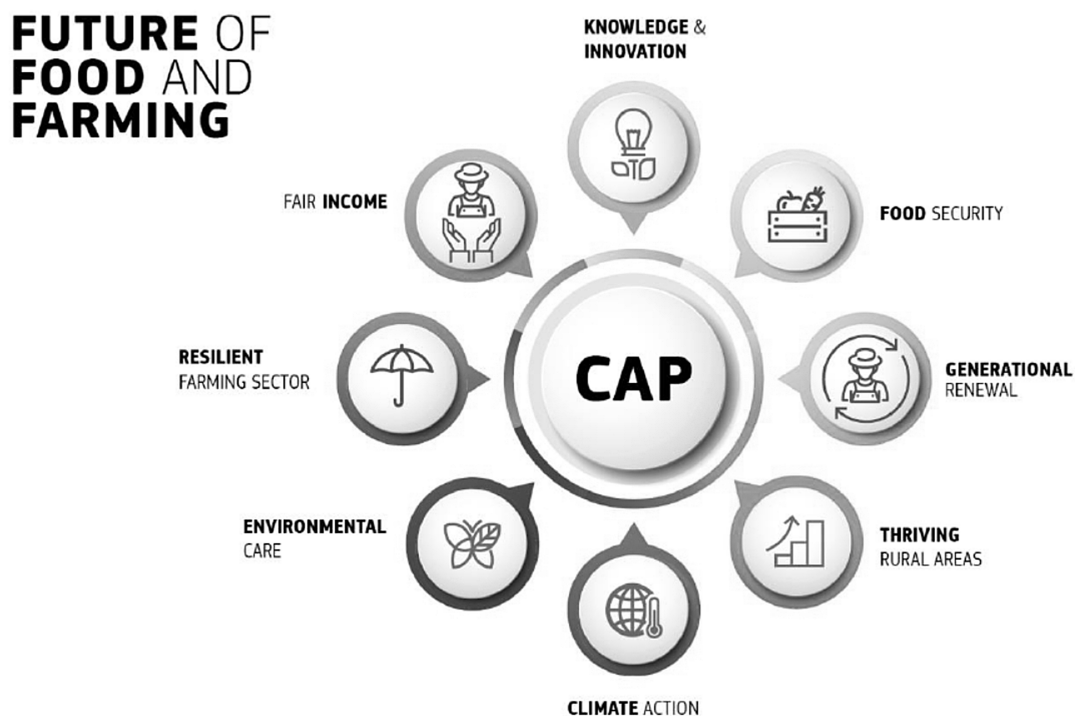 FUTURE OF
FOOD AND
FARMING
KNOWLEDGE &
INNOVATION
FAIR INCOME
FOOD SECURITY
RESILIENT
FARMING SECTOR
CAP
GENERATIONAL
RENEWAL
ENVIRONMENTAL
CARE
THRIVING
RURAL AREAS
CLIMATE ACTION